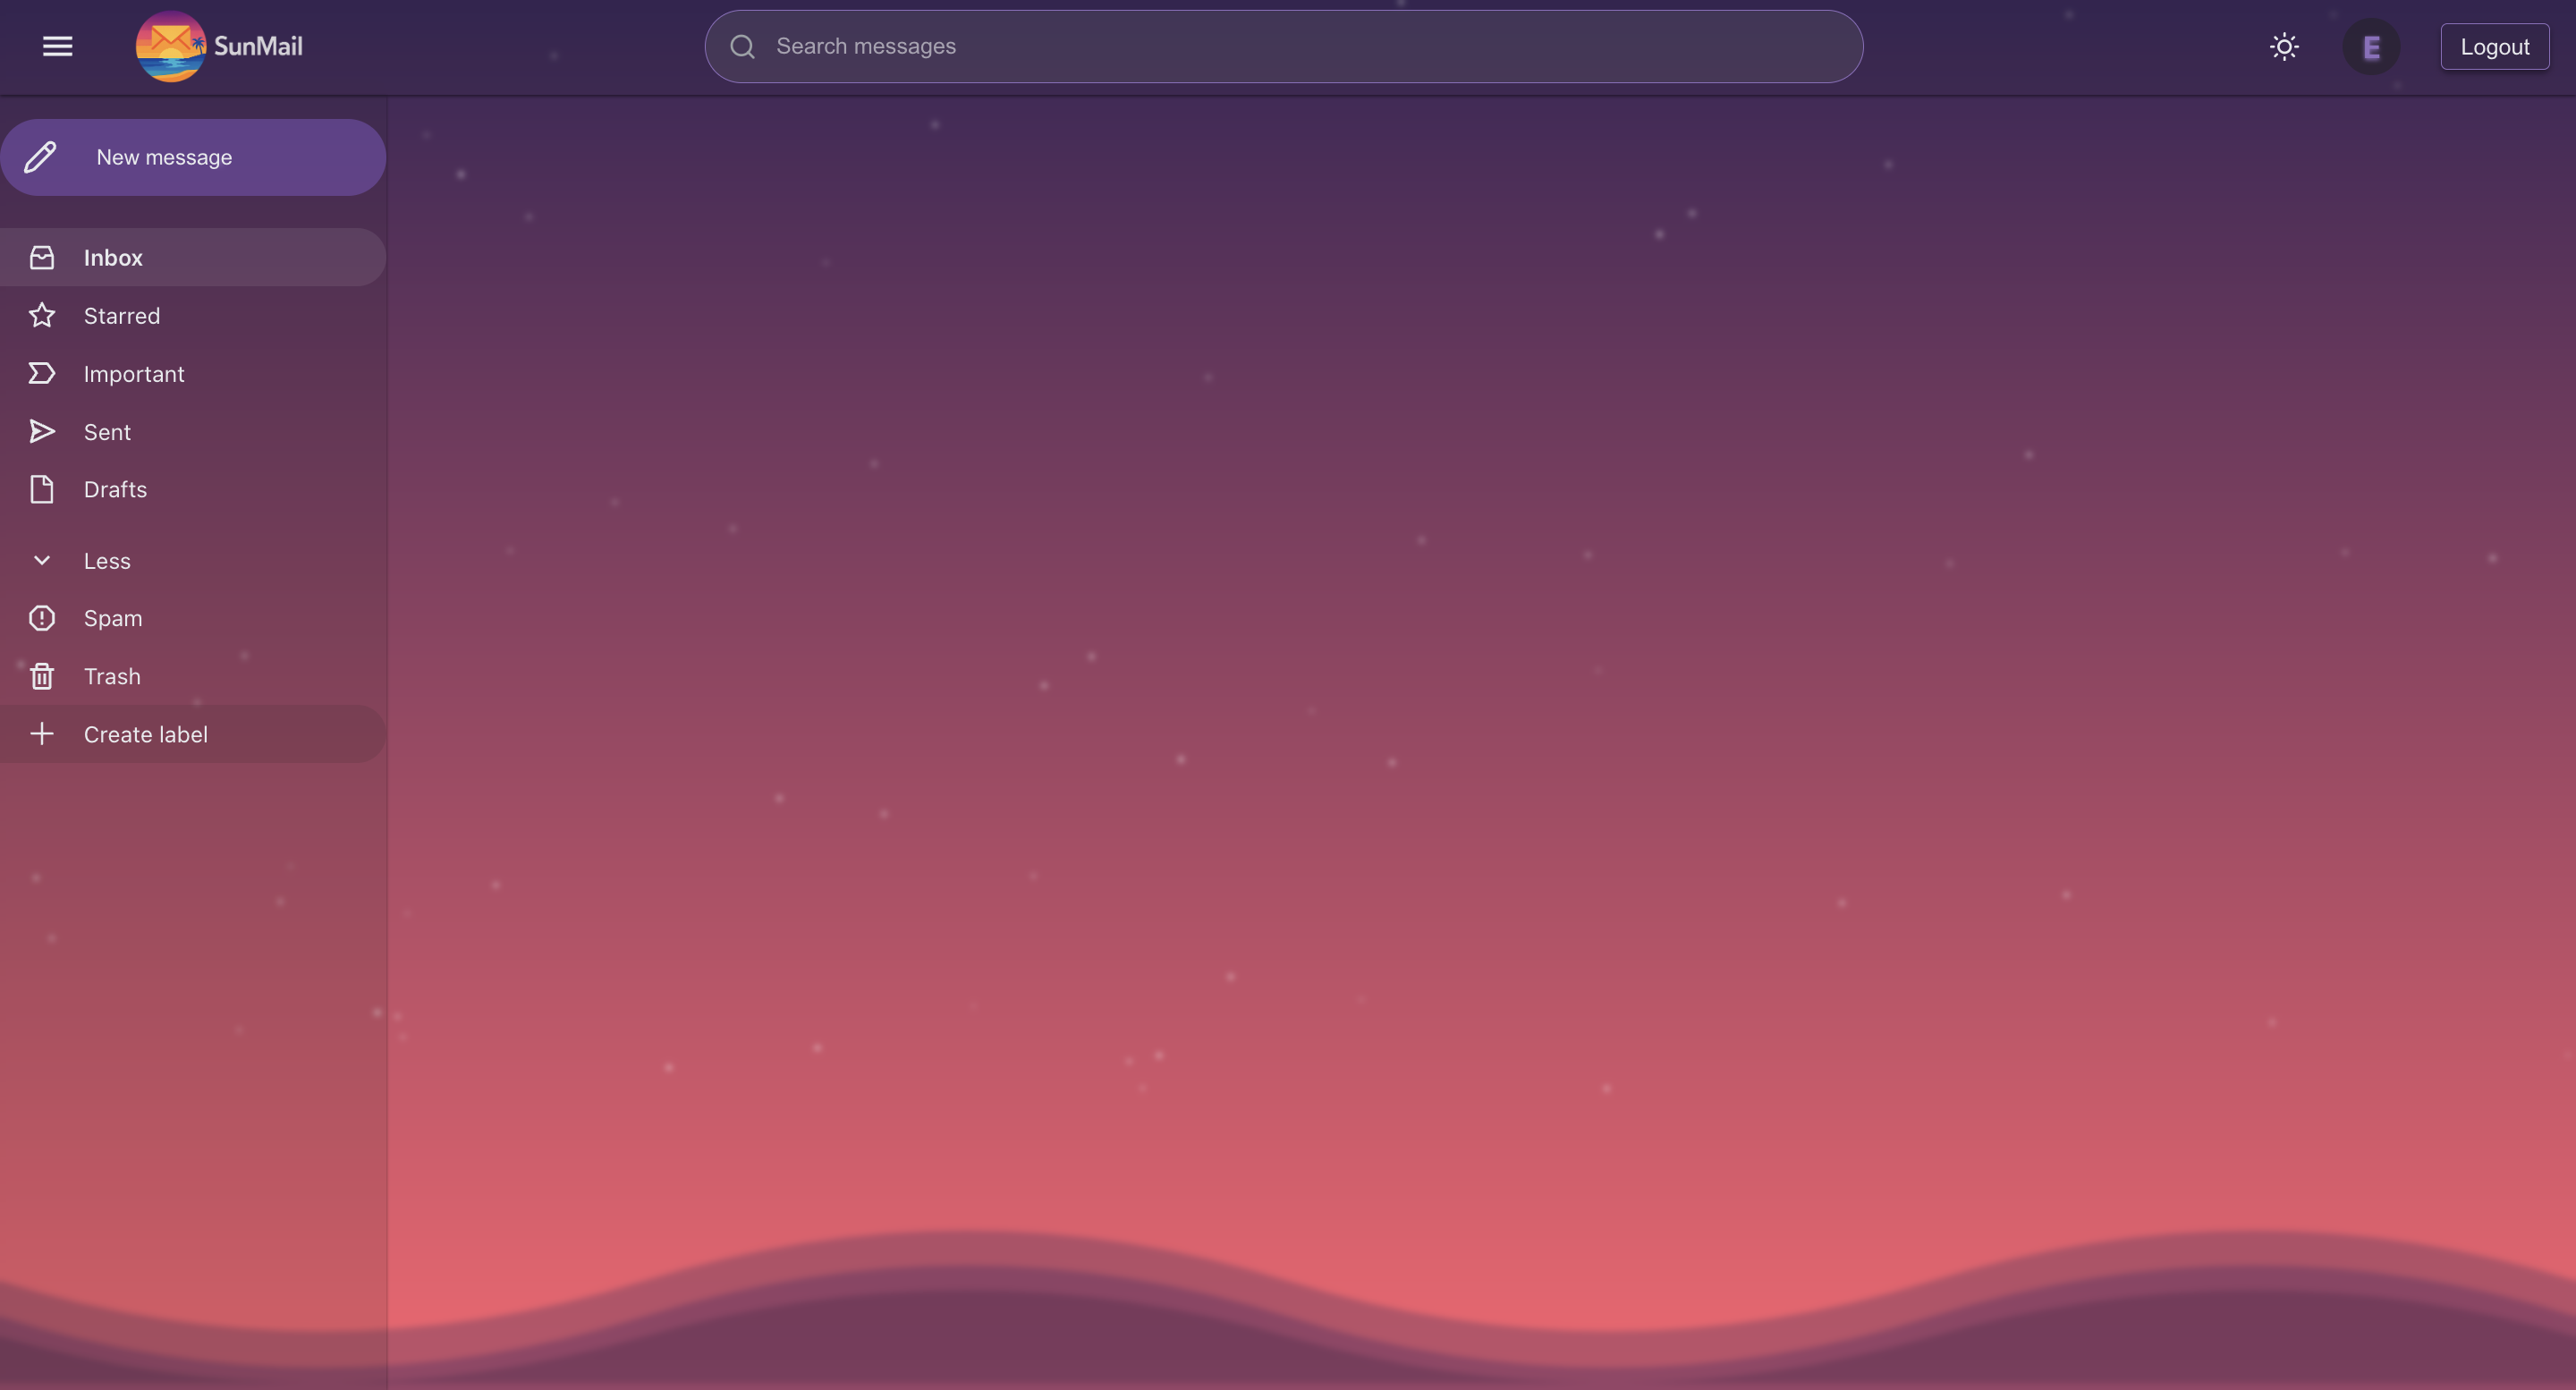 SunMail
Search messages
E
Logout
New message
Inbox
Starred
Important
Sent
Drafts
Less
Spam
Trash
Create label